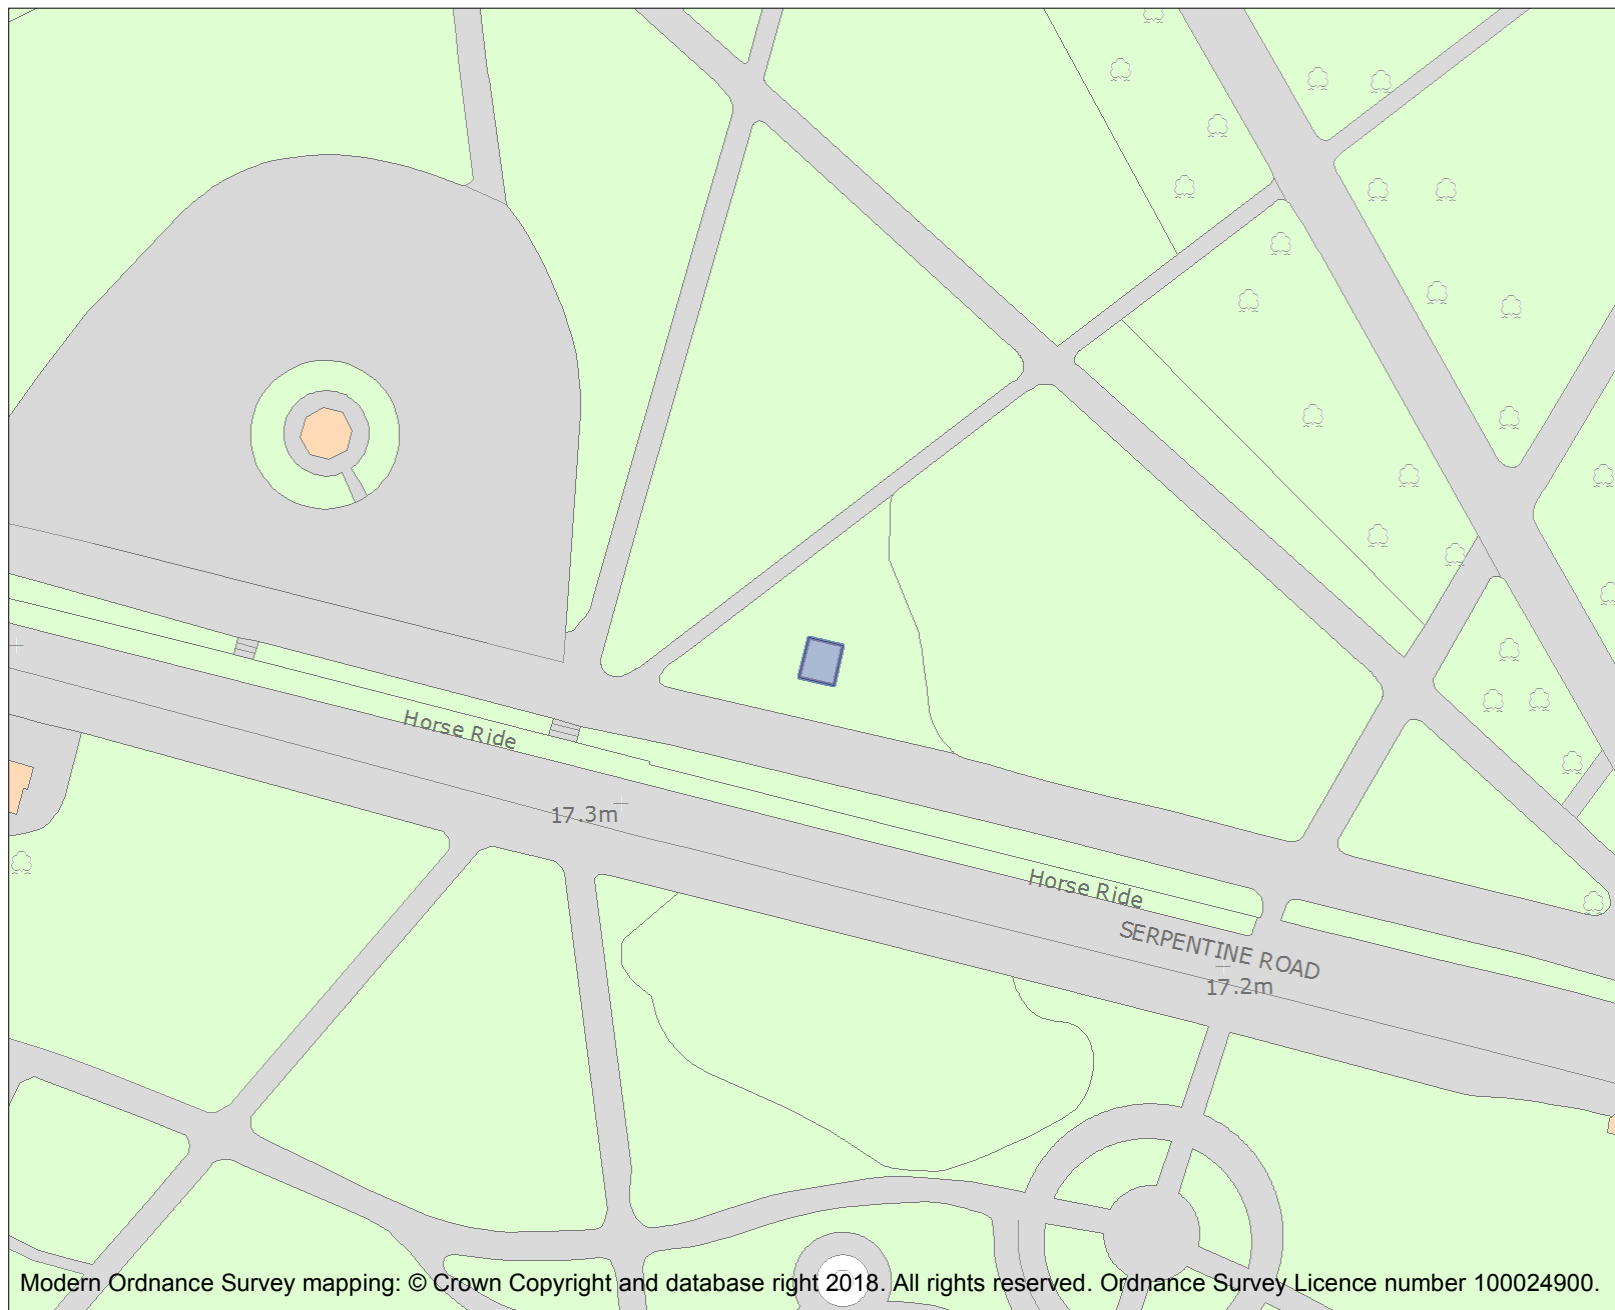 Horse Ride
17.3m
Horse Ride
SERPENTINE ROAD
17.2m
Modern Ordnance Survey mapping: © Crown Copyright and database right 2018. All rights reserved. Ordnance Survey Licence number 100024900.